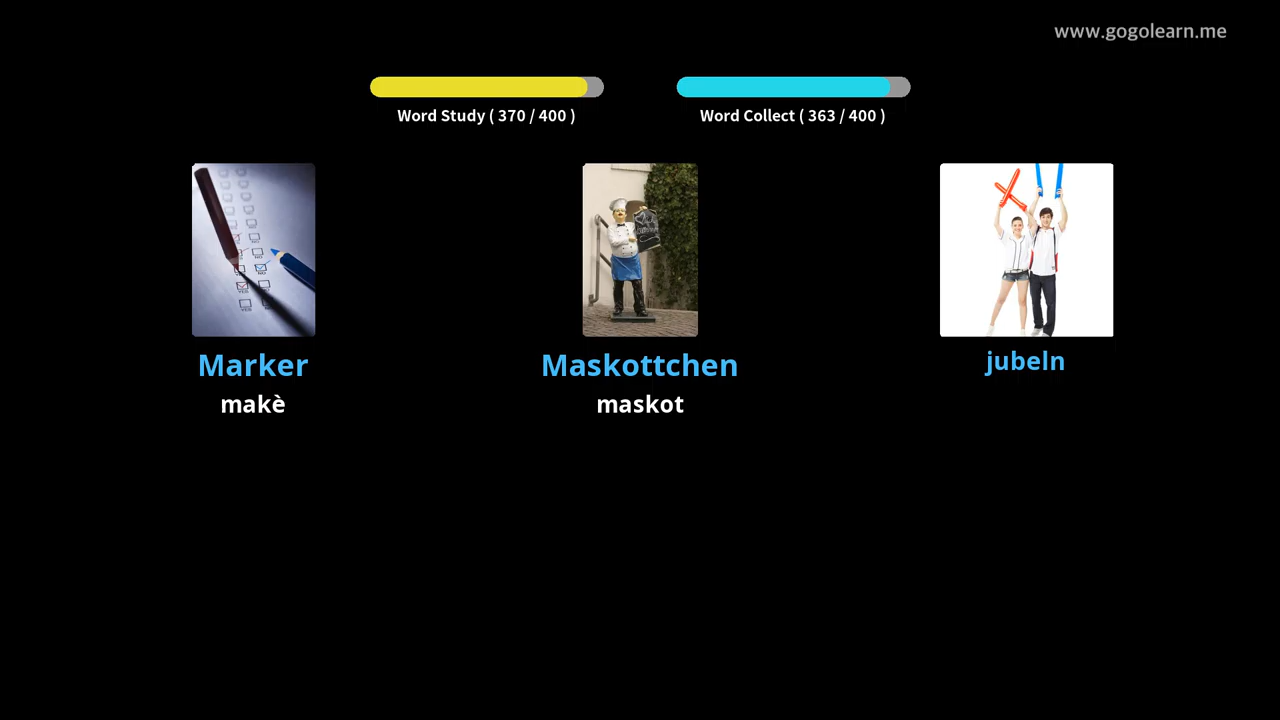 www.gogolearn.me
Word Study ( 370 / 400 )
Word Collect ( 363 / 400 )
Marker
Maskottchen
jubeln
makè
maskot